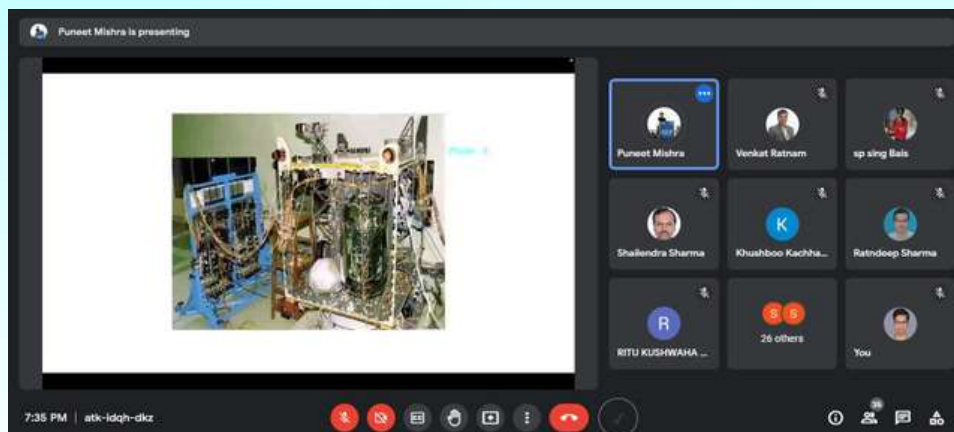 Puneet Mishra is presenting
Puneet Mishra
Venkat Ratnam
sp sing Bais
Shailendra Sharma
K
Khushboo Kachha...
Ratndeep Sharma
R
RITU KUSHWAHA ...
S S
26 others
You
7:35 PM | atk-idqh-dkz
36